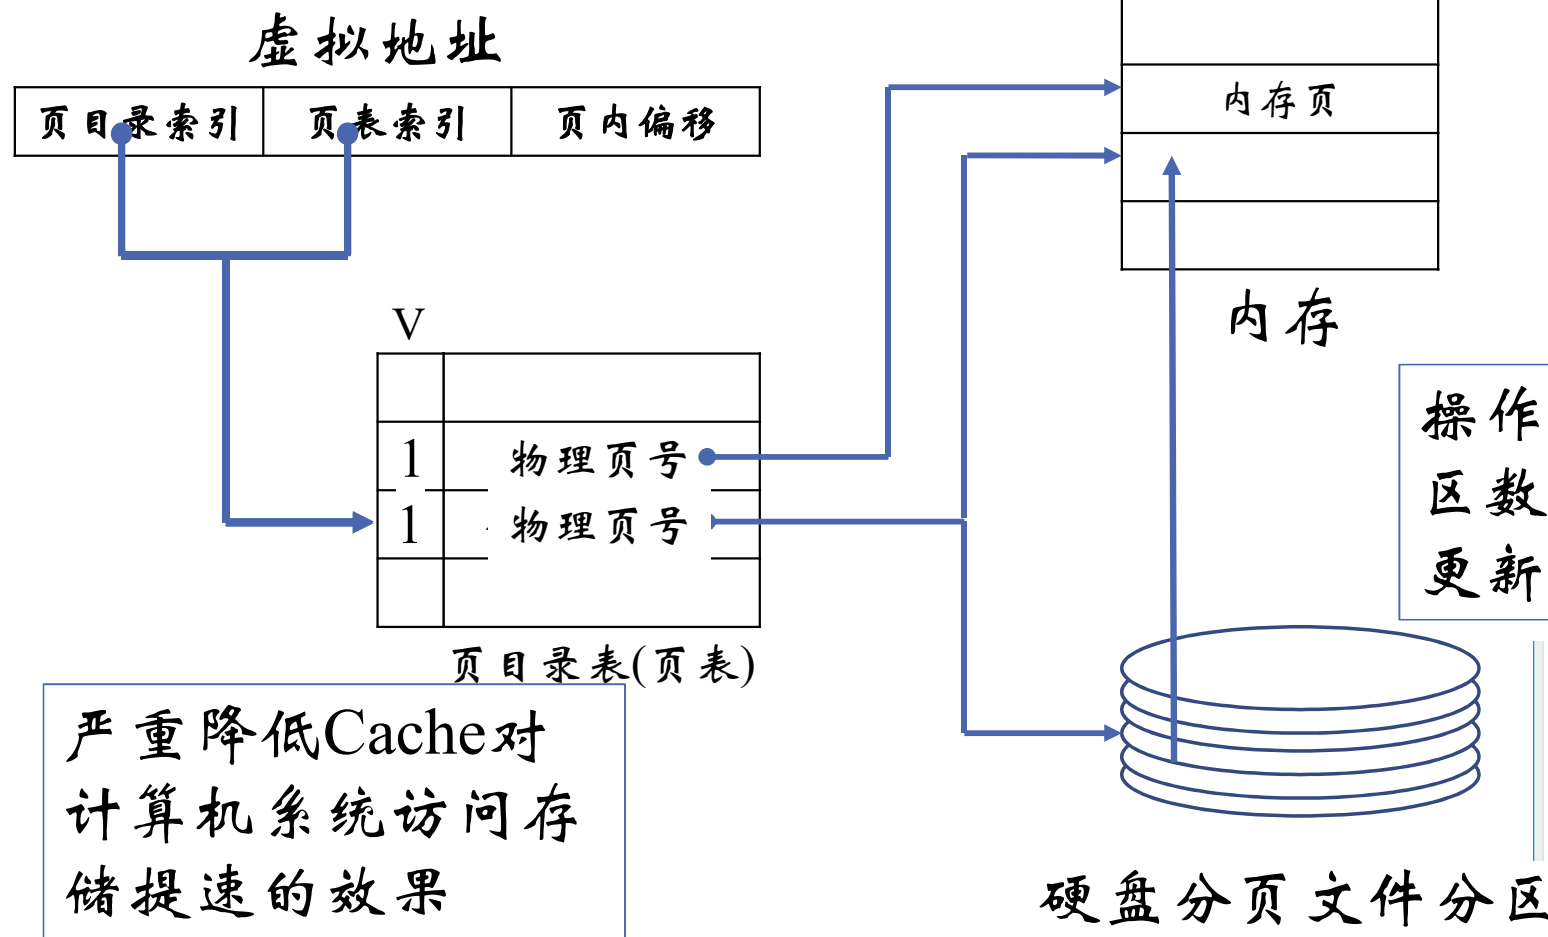 虚拟地址
页目录索引 页表索引 页内偏移
内存页
内存
V
1 物理页号
1 物理页号
页目录表(页表)
操作
区数
更新
严重降低Cache对
计算机系统访问存
储提速的效果
硬盘分页文件分区